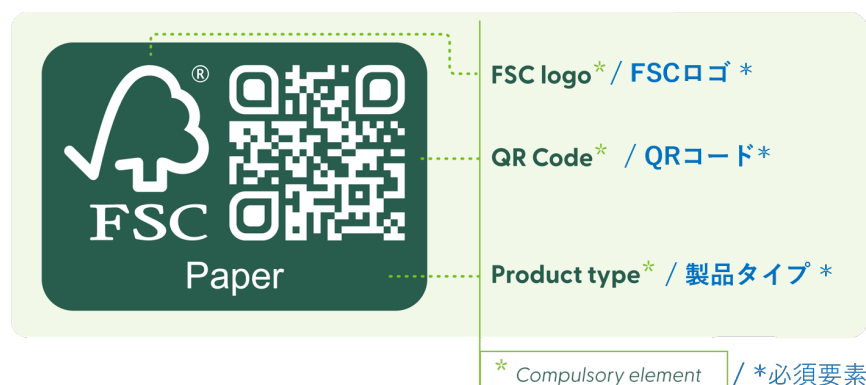 ®
FSC
Paper
FSC logo* / FSCロゴ *
QR Code* / QRコード*
Product type* / 製品タイプ *
* Compulsory element / *必須要素